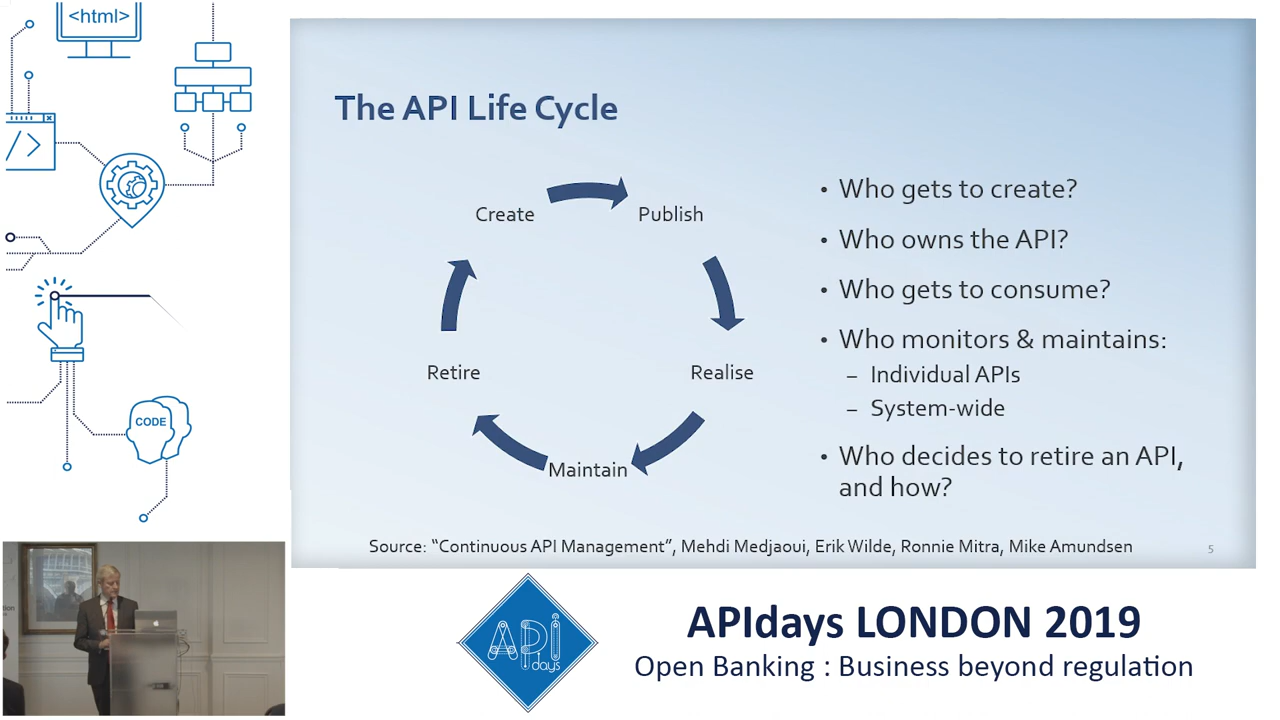 <html>
</>
CODE
The API Life Cycle
Create
Publish
Realise
Maintain
Retire
• Who gets to create?
• Who owns the API?
• Who gets to consume?
• Who monitors & maintains:
– Individual APIs
– System-wide
• Who decides to retire an API,
and how?
Source: “Continuous API Management”, Mehdi Medjaoui, Erik Wilde, Ronnie Mitra, Mike Amundsen
5
API
days
APIdays LONDON 2019
Open Banking : Business beyond regulation